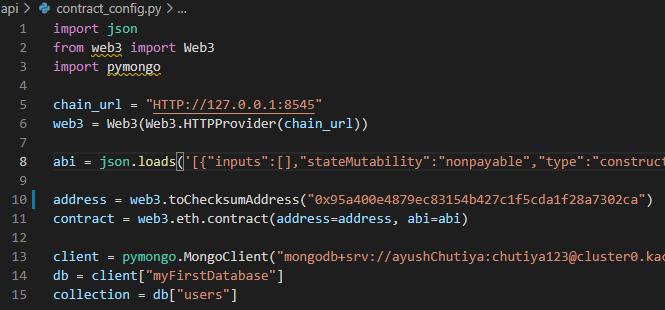 api > contract_config.py > ...
1 import json
2 from web3 import Web3
3 import pymongo
4
5 chain_url = "HTTP://127.0.0.1:8545"
6 web3 = Web3(Web3.HTTPProvider(chain_url))
7
8 abi = json.loads('[{"inputs":[],"stateMutability":"nonpayable","type":"construct
9
10 address = web3.toChecksumAddress("0x95a400e4879ec83154b427c1f5cda1f28a7302ca")
11 contract = web3.eth.contract(address=address, abi=abi)
12
13 client = pymongo.MongoClient("mongodb+srv://ayushChutiya:chutiya123@cluster0.kac
14 db = client["myFirstDatabase"]
15 collection = db["users"]